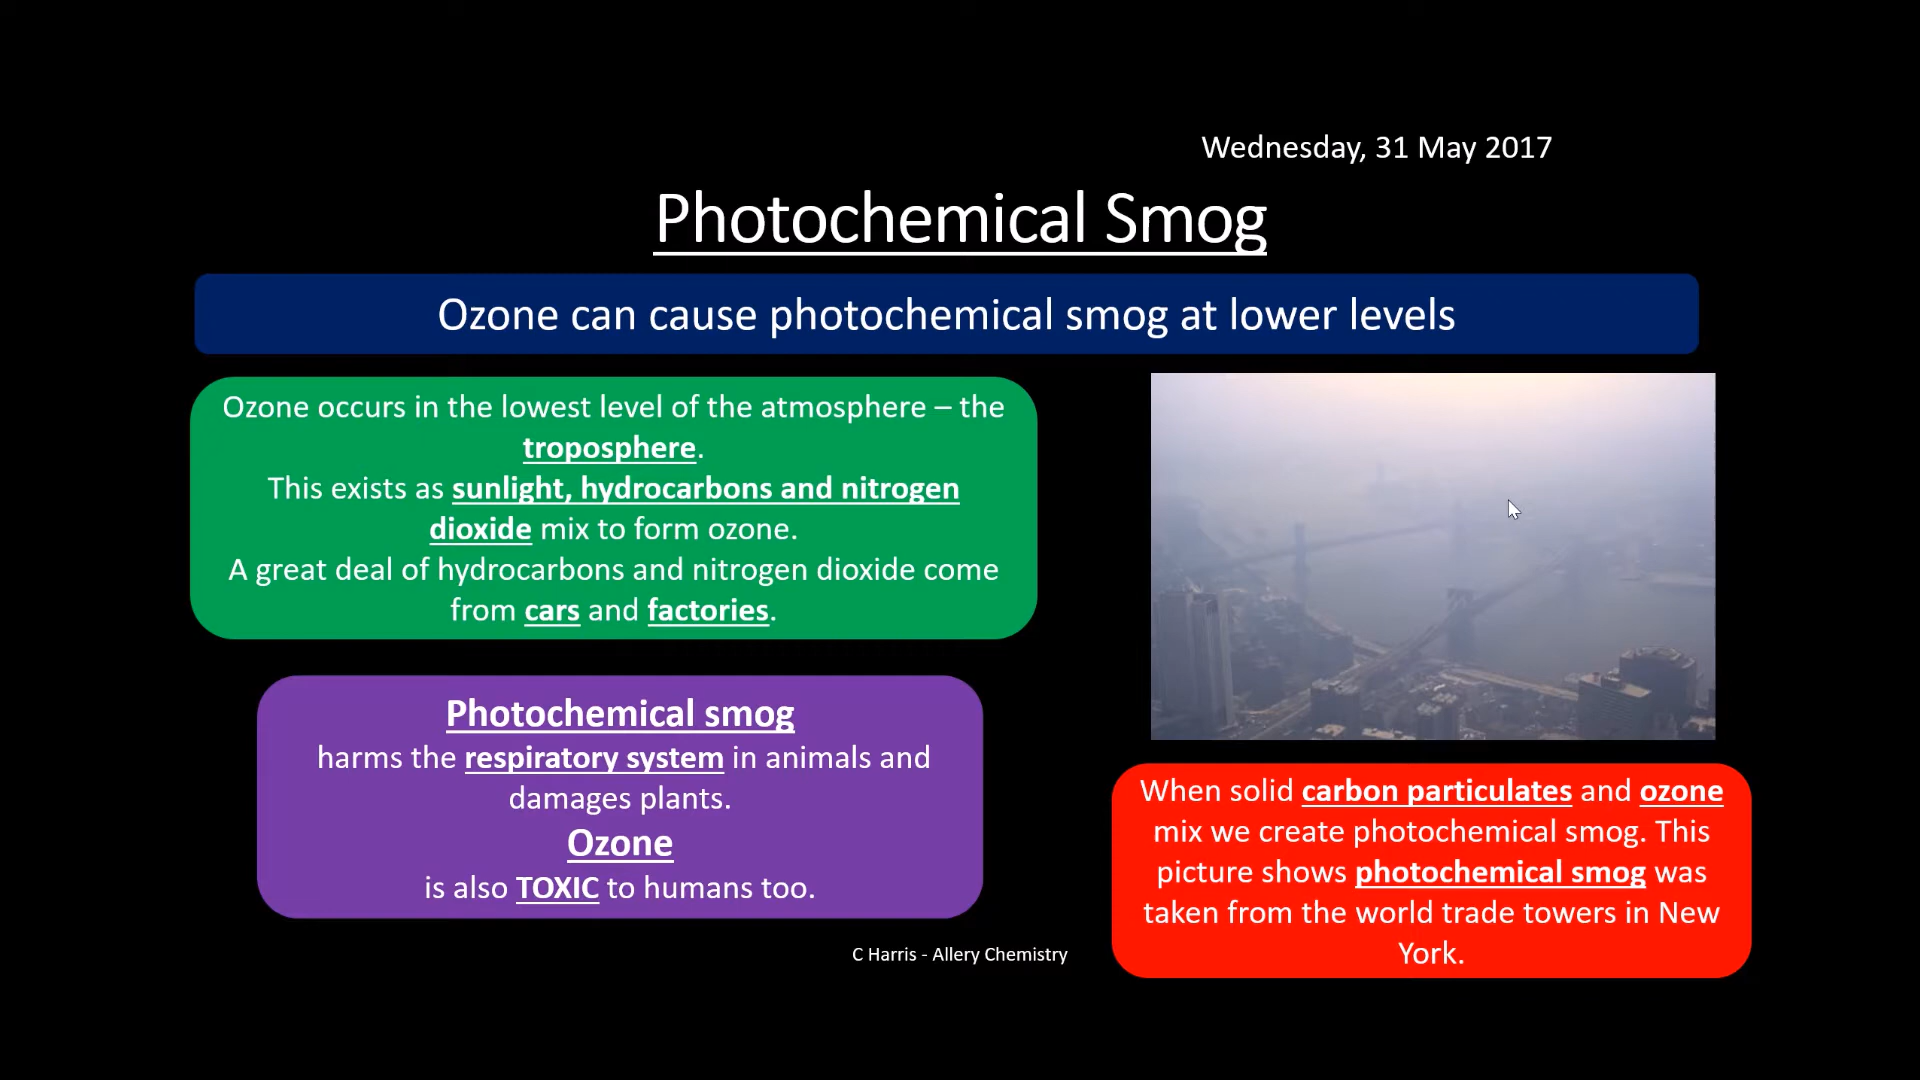 Wednesday, 31 May 2017
Photochemical Smog
Ozone can cause photochemical smog at lower levels
Ozone occurs in the lowest level of the atmosphere – the
troposphere.
This exists as sunlight, hydrocarbons and nitrogen
dioxide mix to form ozone.
A great deal of hydrocarbons and nitrogen dioxide come
from cars and factories.
Photochemical smog
harms the respiratory system in animals and
damages plants.
Ozone
is also TOXIC to humans too.
When solid carbon particulates and ozone
mix we create photochemical smog. This
picture shows photochemical smog was
taken from the world trade towers in New
York.
C Harris - Allery Chemistry